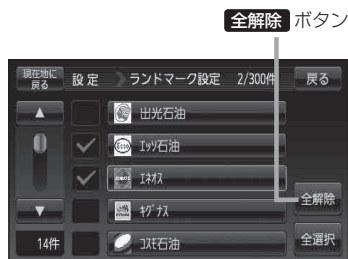 全解除 ボタン
現在地に
戻る
設定 ランドマーク設定 2/300件 戻る
出光石油
Esso
ｴｯｿ石油
ENEOS
ｴﾈｵｽ
全解除
ｷｸﾞﾅｽ
14件
ｺｽﾓ石油
全選択